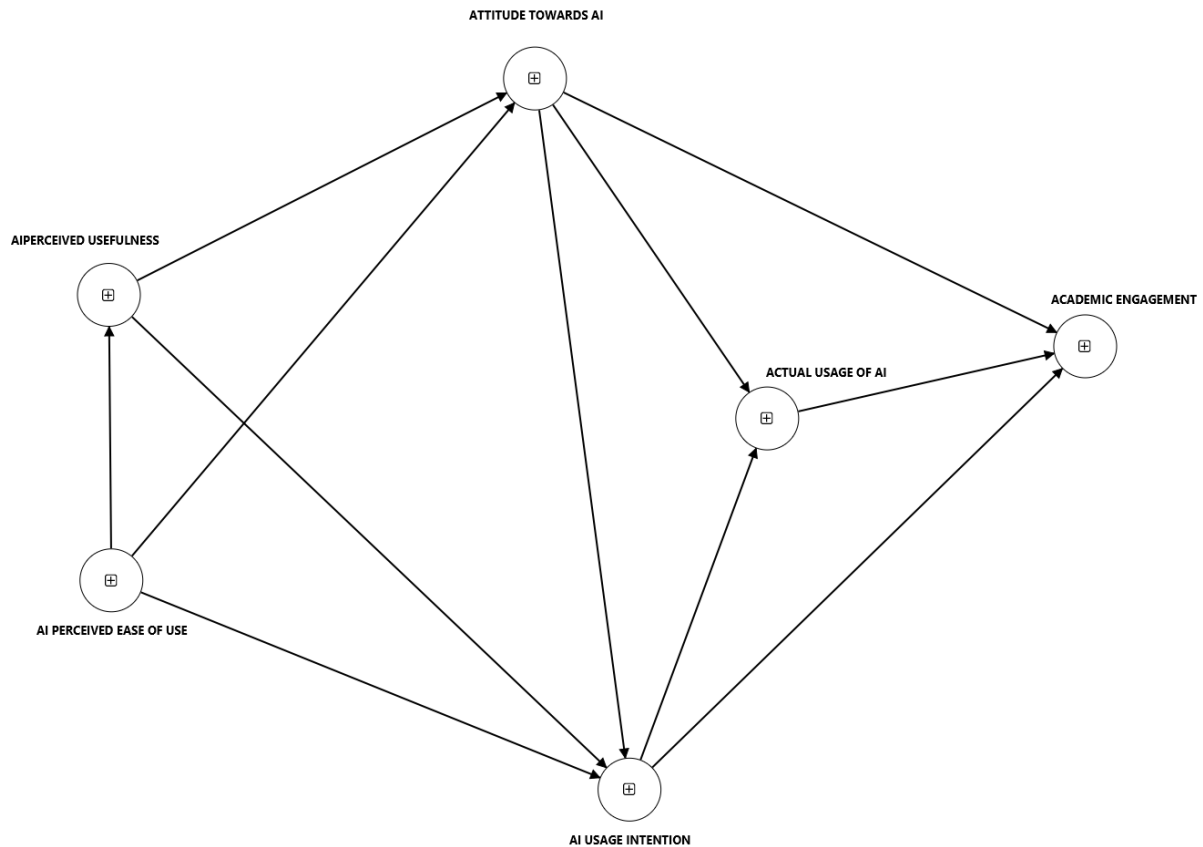 ATTITUDE TOWARDS AI
AIPERCEIVED USEFULNESS
ACADEMIC ENGAGEMENT
ACTUAL USAGE OF AI
AI PERCEIVED EASE OF USE
AI USAGE INTENTION